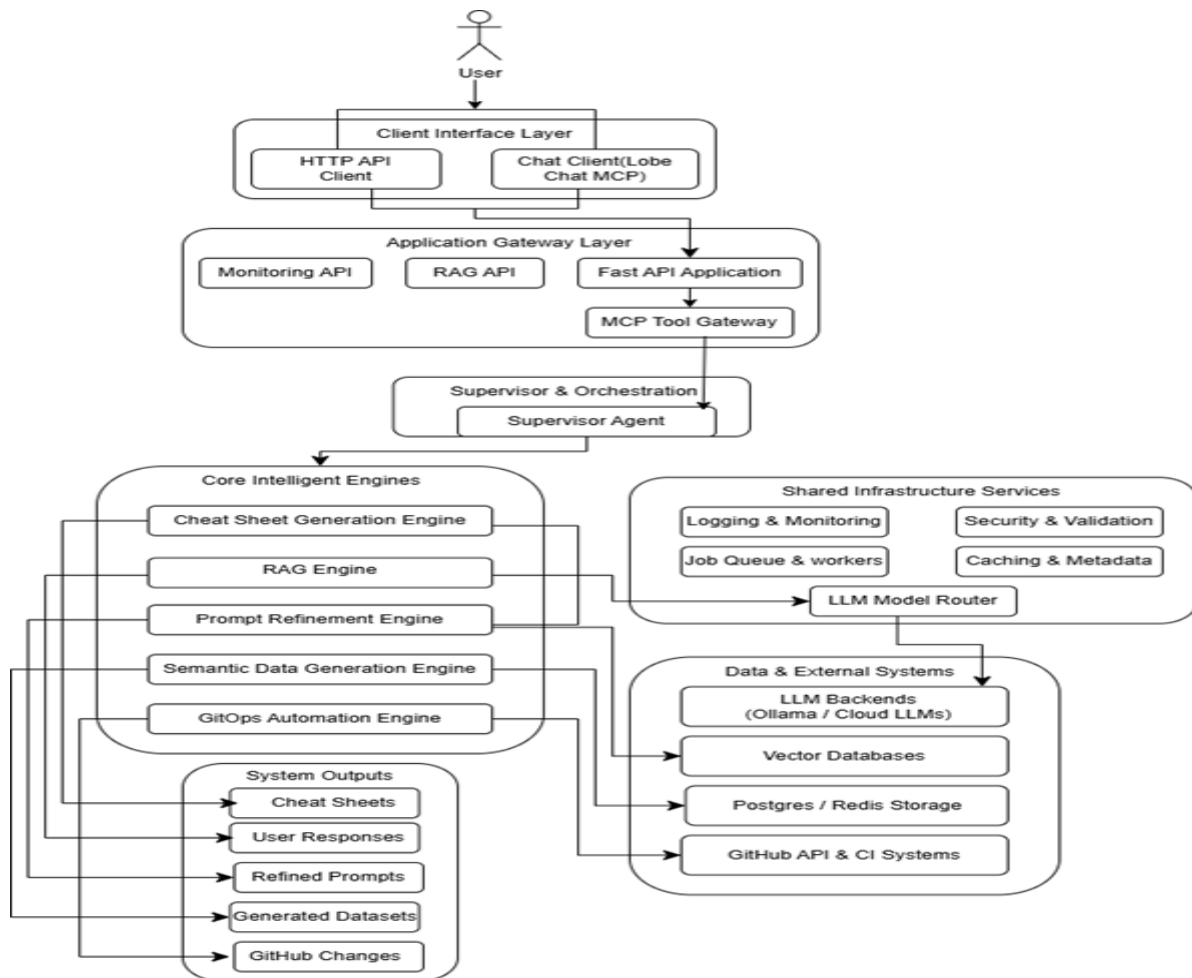 User
Client Interface Layer
HTTP API
Client
Chat Client(Lobe
Chat MCP)
Application Gateway Layer
Monitoring API
RAG API
Fast API Application
MCP Tool Gateway
Supervisor & Orchestration
Supervisor Agent
Core Intelligent Engines
Cheat Sheet Generation Engine
RAG Engine
Prompt Refinement Engine
Semantic Data Generation Engine
GitOps Automation Engine
Shared Infrastructure Services
Logging & Monitoring
Security & Validation
Job Queue & workers
Caching & Metadata
LLM Model Router
Data & External Systems
LLM Backends
(Ollama / Cloud LLMs)
Vector Databases
Postgres / Redis Storage
GitHub API & CI Systems
System Outputs
Cheat Sheets
User Responses
Refined Prompts
Generated Datasets
GitHub Changes